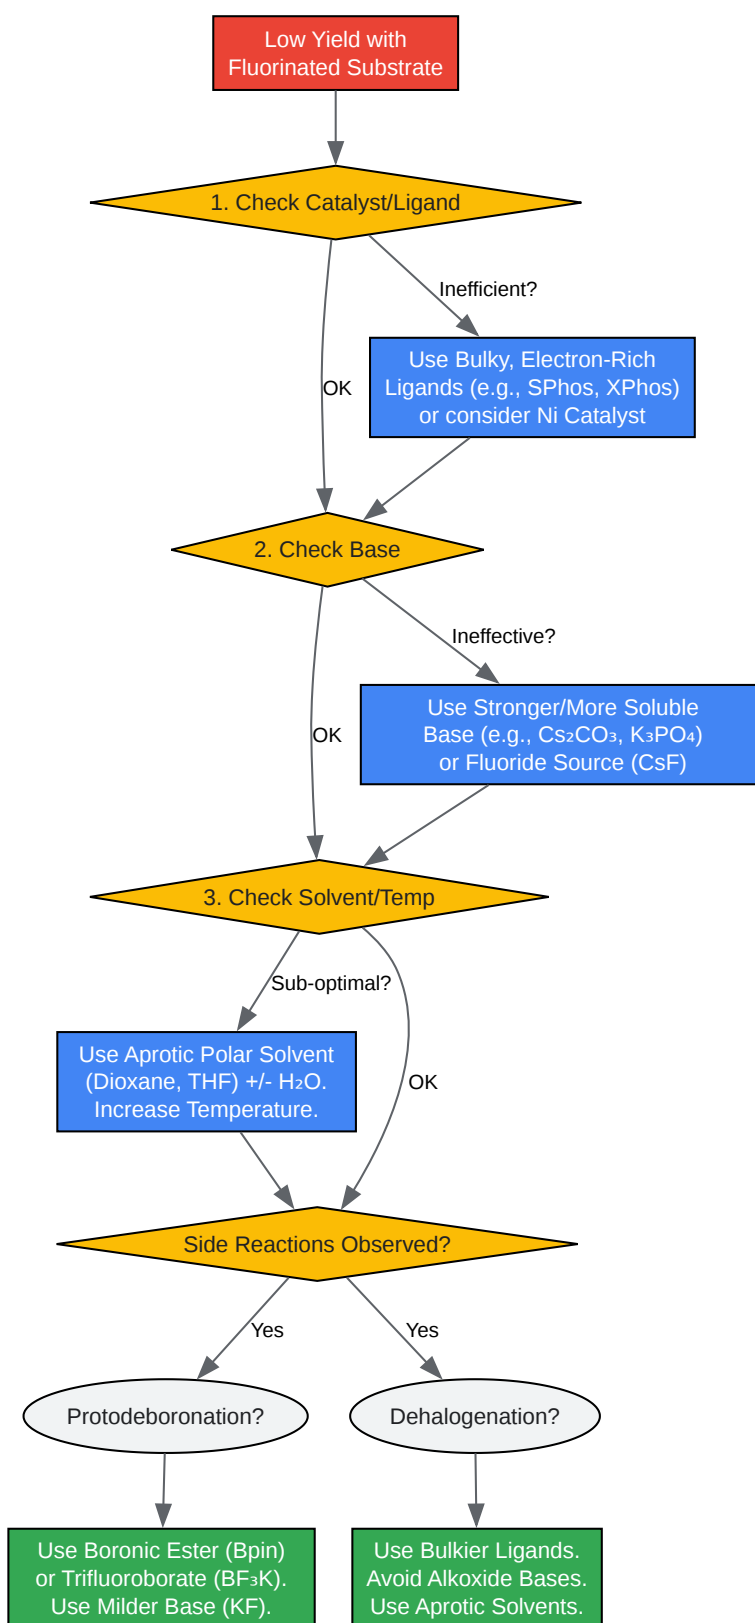 Low Yield with
Fluorinated Substrate
1. Check Catalyst/Ligand
Inefficient?
Use Bulky, Electron-Rich
Ligands (e.g., SPhos, XPhos)
or consider Ni Catalyst
OK
2. Check Base
Ineffective?
Use Stronger/More Soluble
Base (e.g., Cs₂CO₃, K₃PO₄)
or Fluoride Source (CsF)
OK
3. Check Solvent/Temp
Sub-optimal?
Use Aprotic Polar Solvent
(Dioxane, THF) +/- H₂O.
Increase Temperature.
OK
Side Reactions Observed?
Yes
Yes
Protodeboronation?
Dehalogenation?
Use Boronic Ester (Bpin)
or Trifluoroborate (BF₃K).
Use Milder Base (KF).
Use Bulkier Ligands.
Avoid Alkoxide Bases.
Use Aprotic Solvents.